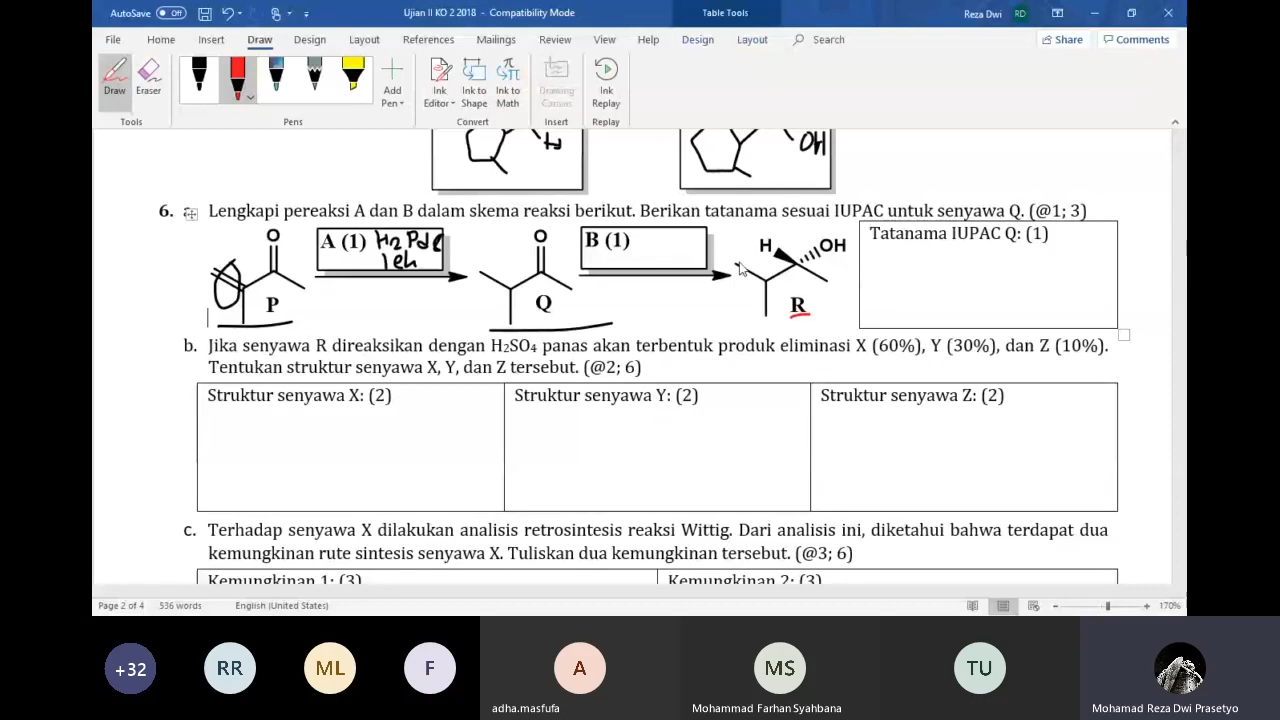 AutoSave Off
Ujian II KO 2 2018 - Compatibility Mode
Table Tools
Reza Dwi RD
File Home Insert Draw Design Layout References Mailings Review View Help Design Layout Search Share Comments
Draw Eraser Add Pen Ink Editor Ink to Shape Ink to Math Drawing Canvas Ink Replay
Tools Pens Convert Insert Replay
H OH
6. Lengkapi pereaksi A dan B dalam skema reaksi berikut. Berikan tatanama sesuai IUPAC untuk senyawa Q. (@1; 3)
O A (1) H2 PdC O B (1) H OH Tatanama IUPAC Q: (1)
1eh
P Q R
b. Jika senyawa R direaksikan dengan H2SO4 panas akan terbentuk produk eliminasi X (60%), Y (30%), dan Z (10%).
Tentukan struktur senyawa X, Y, dan Z tersebut. (@2; 6)
Struktur senyawa X: (2) Struktur senyawa Y: (2) Struktur senyawa Z: (2)
c. Terhadap senyawa X dilakukan analisis retrosintesis reaksi Wittig. Dari analisis ini, diketahui bahwa terdapat dua
kemungkinan rute sintesis senyawa X. Tuliskan dua kemungkinan tersebut. (@3; 6)
Kemungkinan 1: (3) Kemungkinan 2: (3)
Page 2 of 4 536 words English (United States) 170%
+32 RR ML F A MS TU
adha.masfufa Mohammad Farhan Syahbana Mohamad Reza Dwi Prasetyo